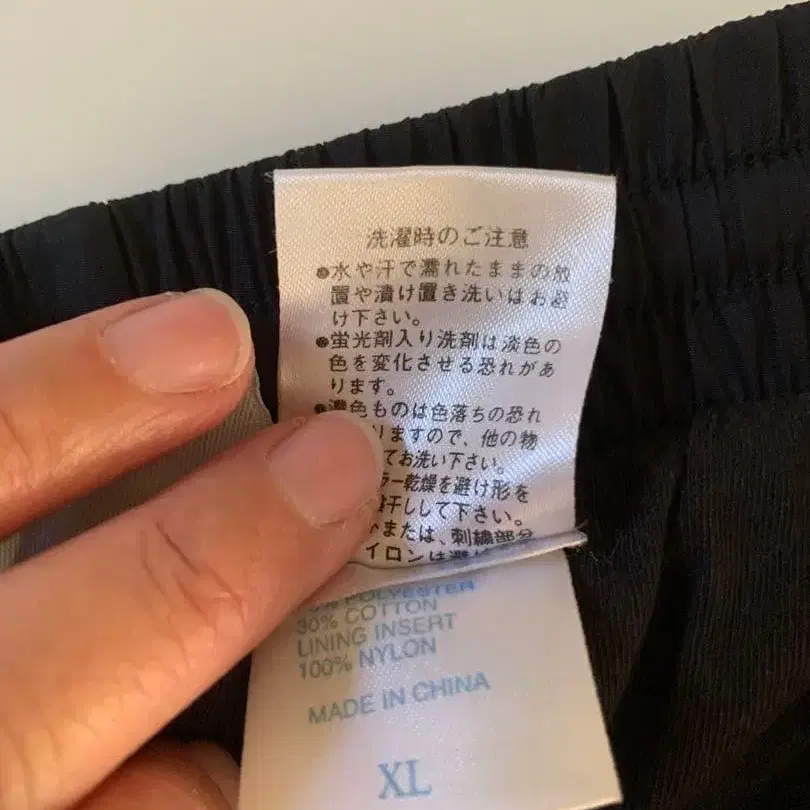 洗濯時のご注意
●水や汗で濡れたままの放
置や漬け置き洗いはお避
け下さい。
●蛍光剤入り洗剤は淡色の
色を変化させる恐れがあ
ります。
●濃色ものは色落ちの恐れ
りますので、他の物
てお洗い下さい。
ラー乾燥を避け形を
干しして下さい。
または、刺繍部分
イロンは避け
% POLYESTER
30% COTTON
LINING INSERT
100% NYLON
MADE IN CHINA
XL